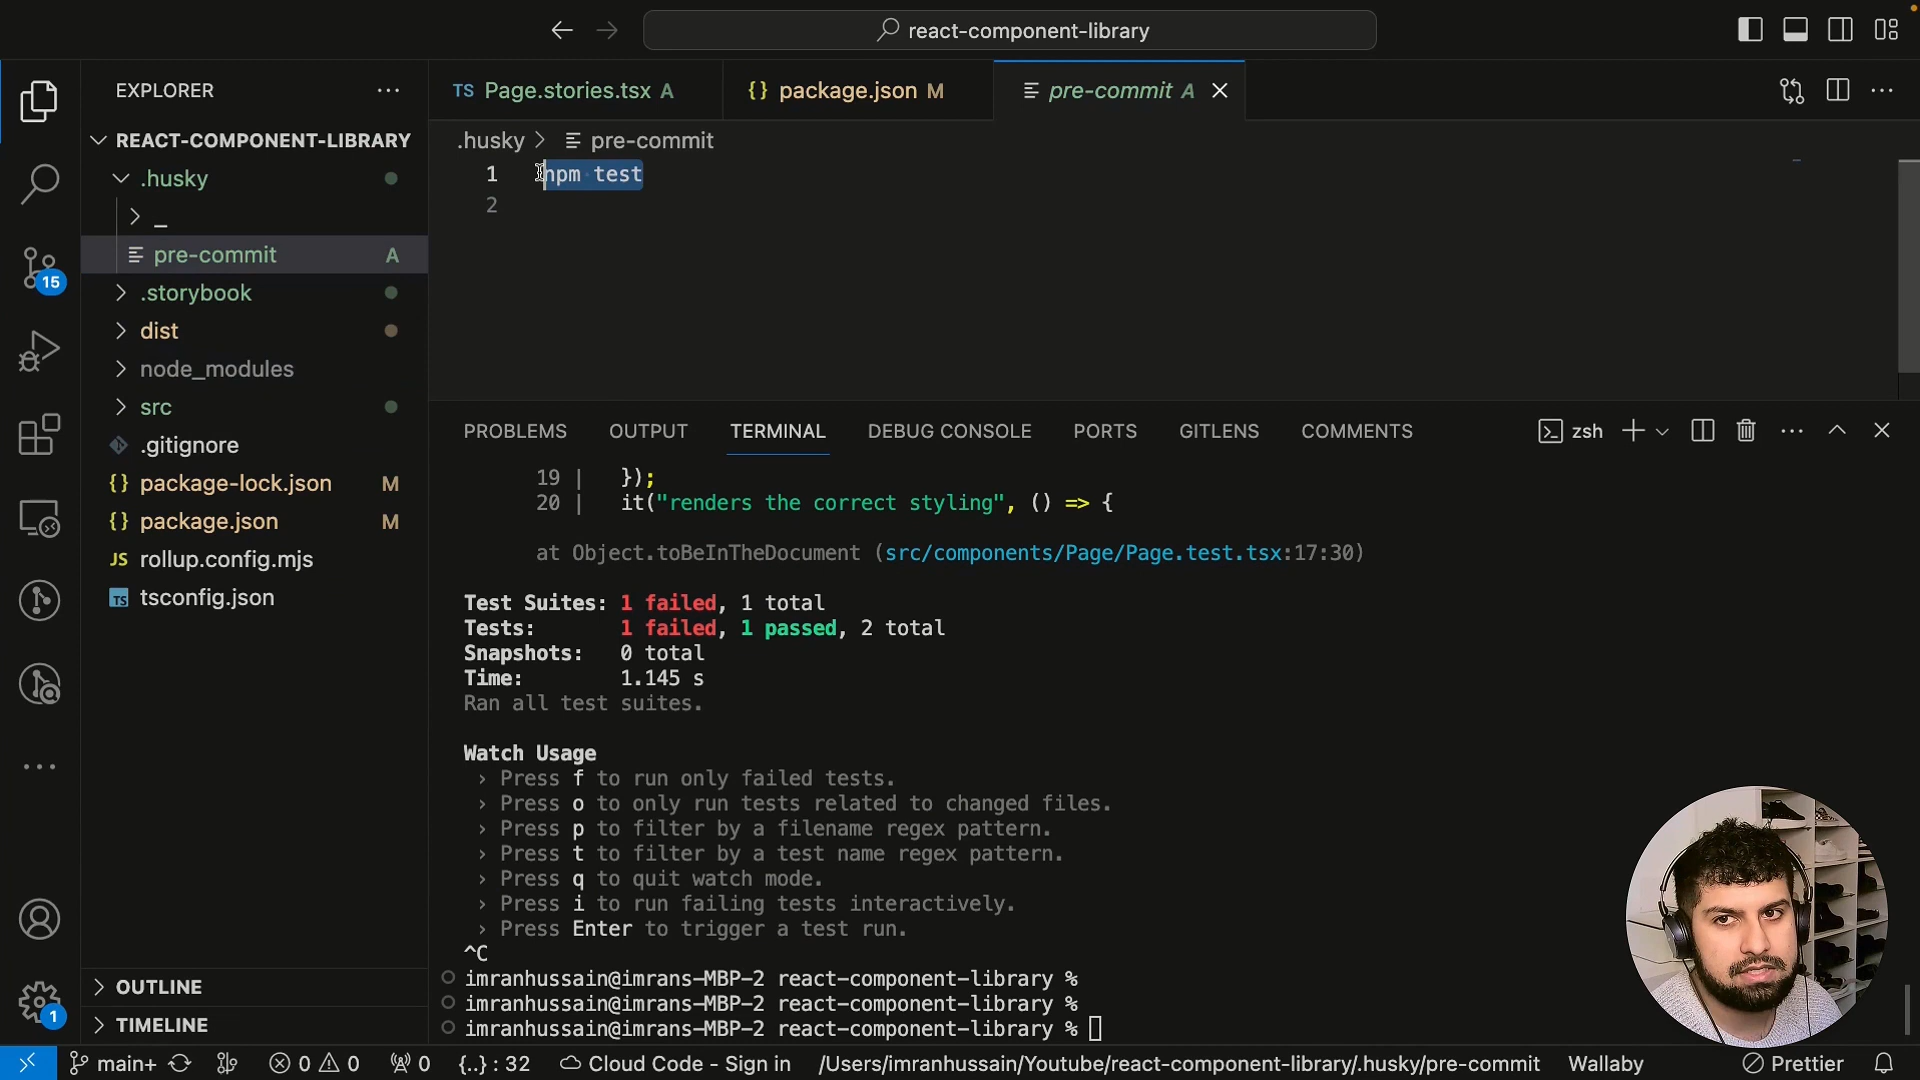 react-component-library
EXPLORER
REACT-COMPONENT-LIBRARY
.husky
_
pre-commit A
.storybook
dist
node_modules
src
.gitignore
package-lock.json M
package.json M
JS rollup.config.mjs
TS tsconfig.json
OUTLINE
TIMELINE
15
1
TS Page.stories.tsx A
{} package.json M
pre-commit A
.husky > pre-commit
1 npm test
2
PROBLEMS OUTPUT TERMINAL DEBUG CONSOLE PORTS GITLENS COMMENTS
zsh
19 | });
20 | it("renders the correct styling", () => {
at Object.toBeInTheDocument (src/components/Page/Page.test.tsx:17:30)
Test Suites: 1 failed, 1 total
Tests: 1 failed, 1 passed, 2 total
Snapshots: 0 total
Time: 1.145 s
Ran all test suites.
Watch Usage
› Press f to run only failed tests.
› Press o to only run tests related to changed files.
› Press p to filter by a filename regex pattern.
› Press t to filter by a test name regex pattern.
› Press q to quit watch mode.
› Press i to run failing tests interactively.
› Press Enter to trigger a test run.
^C
imranhussain@imrans-MBP-2 react-component-library %
imranhussain@imrans-MBP-2 react-component-library %
imranhussain@imrans-MBP-2 react-component-library %
main+ 0 0 0 {..} : 32 Cloud Code - Sign in /Users/imranhussain/Youtube/react-component-library/.husky/pre-commit Wallaby Prettier